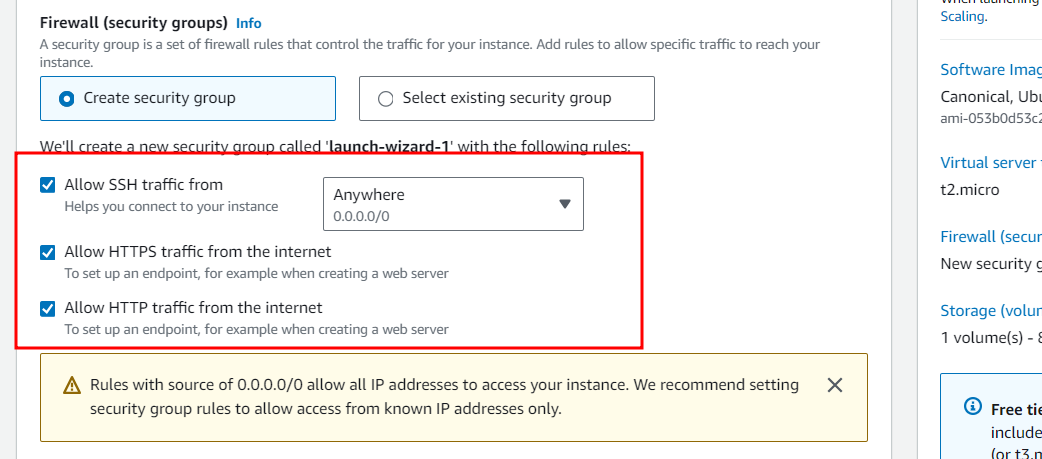 Firewall (security groups) Info
A security group is a set of firewall rules that control the traffic for your instance. Add rules to allow specific traffic to reach your
instance.
Create security group
Select existing security group
We'll create a new security group called 'launch-wizard-1' with the following rules:
Allow SSH traffic from
Helps you connect to your instance
Anywhere
0.0.0.0/0
Allow HTTPS traffic from the internet
To set up an endpoint, for example when creating a web server
Allow HTTP traffic from the internet
To set up an endpoint, for example when creating a web server
Rules with source of 0.0.0.0/0 allow all IP addresses to access your instance. We recommend setting
security group rules to allow access from known IP addresses only.
When launching
Scaling.
Software Imag
Canonical, Ubu
ami-053b0d53c2
Virtual server
t2.micro
Firewall (secur
New security g
Storage (volur
1 volume(s) - 8
Free tie
include
(or t3.m